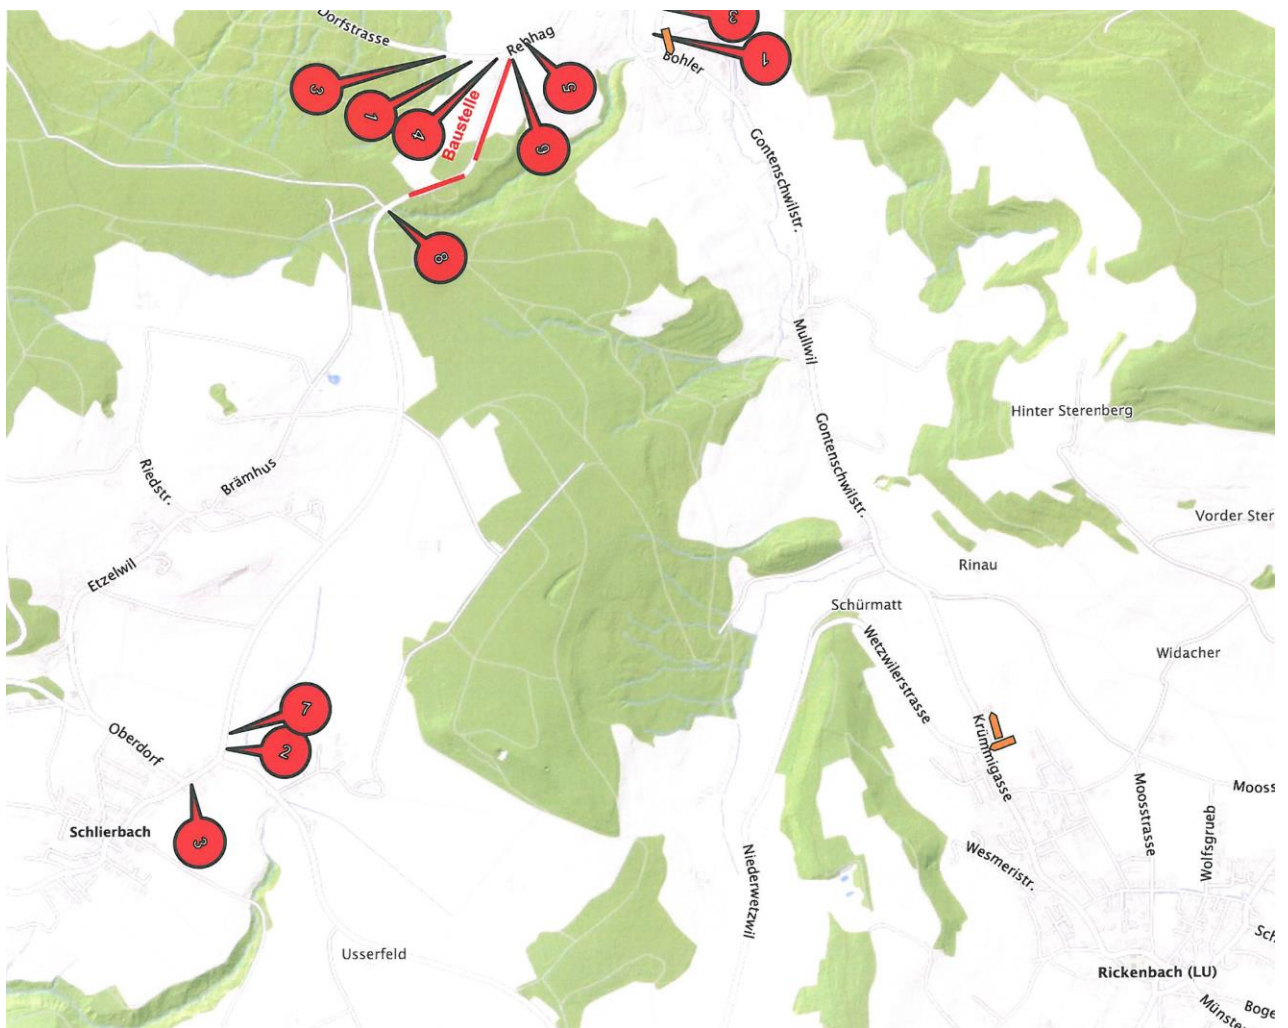 Dorfstrasse
Rehhag
3
1
Bohler
1
3
5
4
9
Baustelle
Gontenschwilstr.
8
Mullwil
Hinter Sterenberg
Gontenschwilstr.
Riedstr.
Brämhus
Vorder Ster
Etzelwil
Rinau
Schürmatt
Wetzwilerstrasse
Widacher
7
2
Oberdorf
Krümmigasse
Mooss
Moosstrasse
Wolfsgrueb
Schlierbach
3
Wesmeristr.
Niederwetzwil
Usserfeld
Sch
Rickenbach (LU)
Münste
Boge